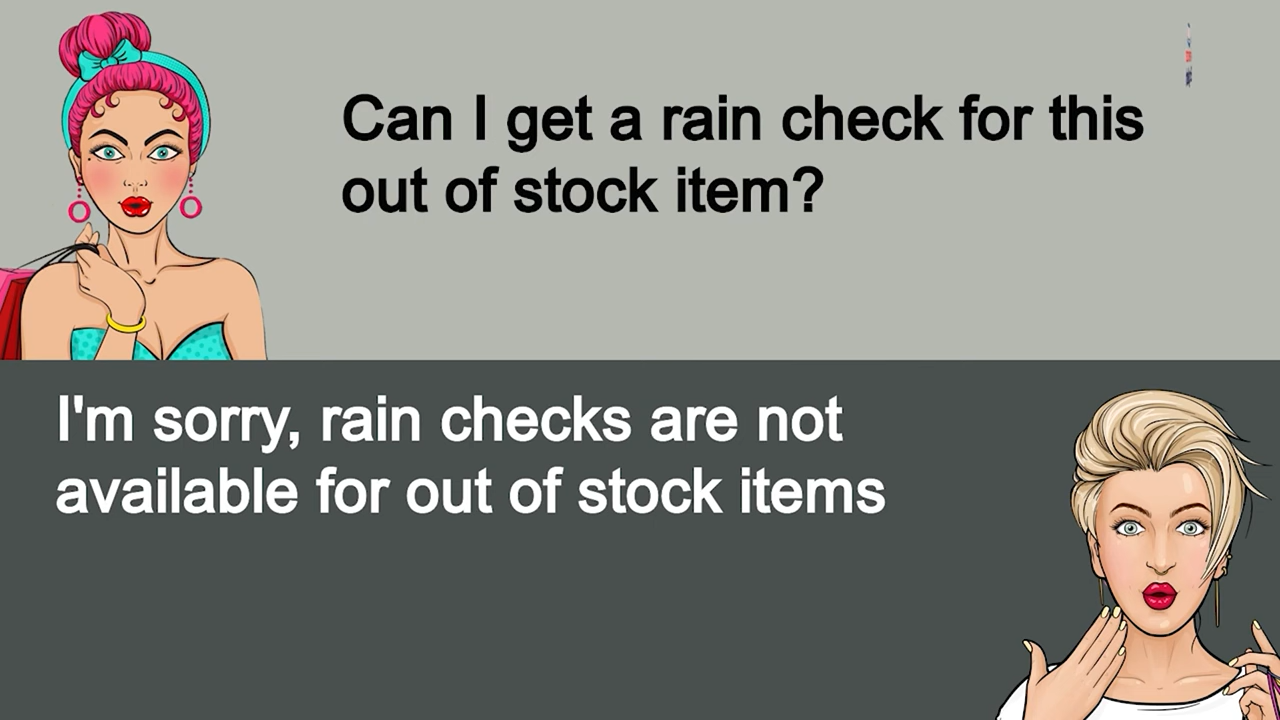 Can I get a rain check for this
out of stock item?
I'm sorry, rain checks are not
available for out of stock items